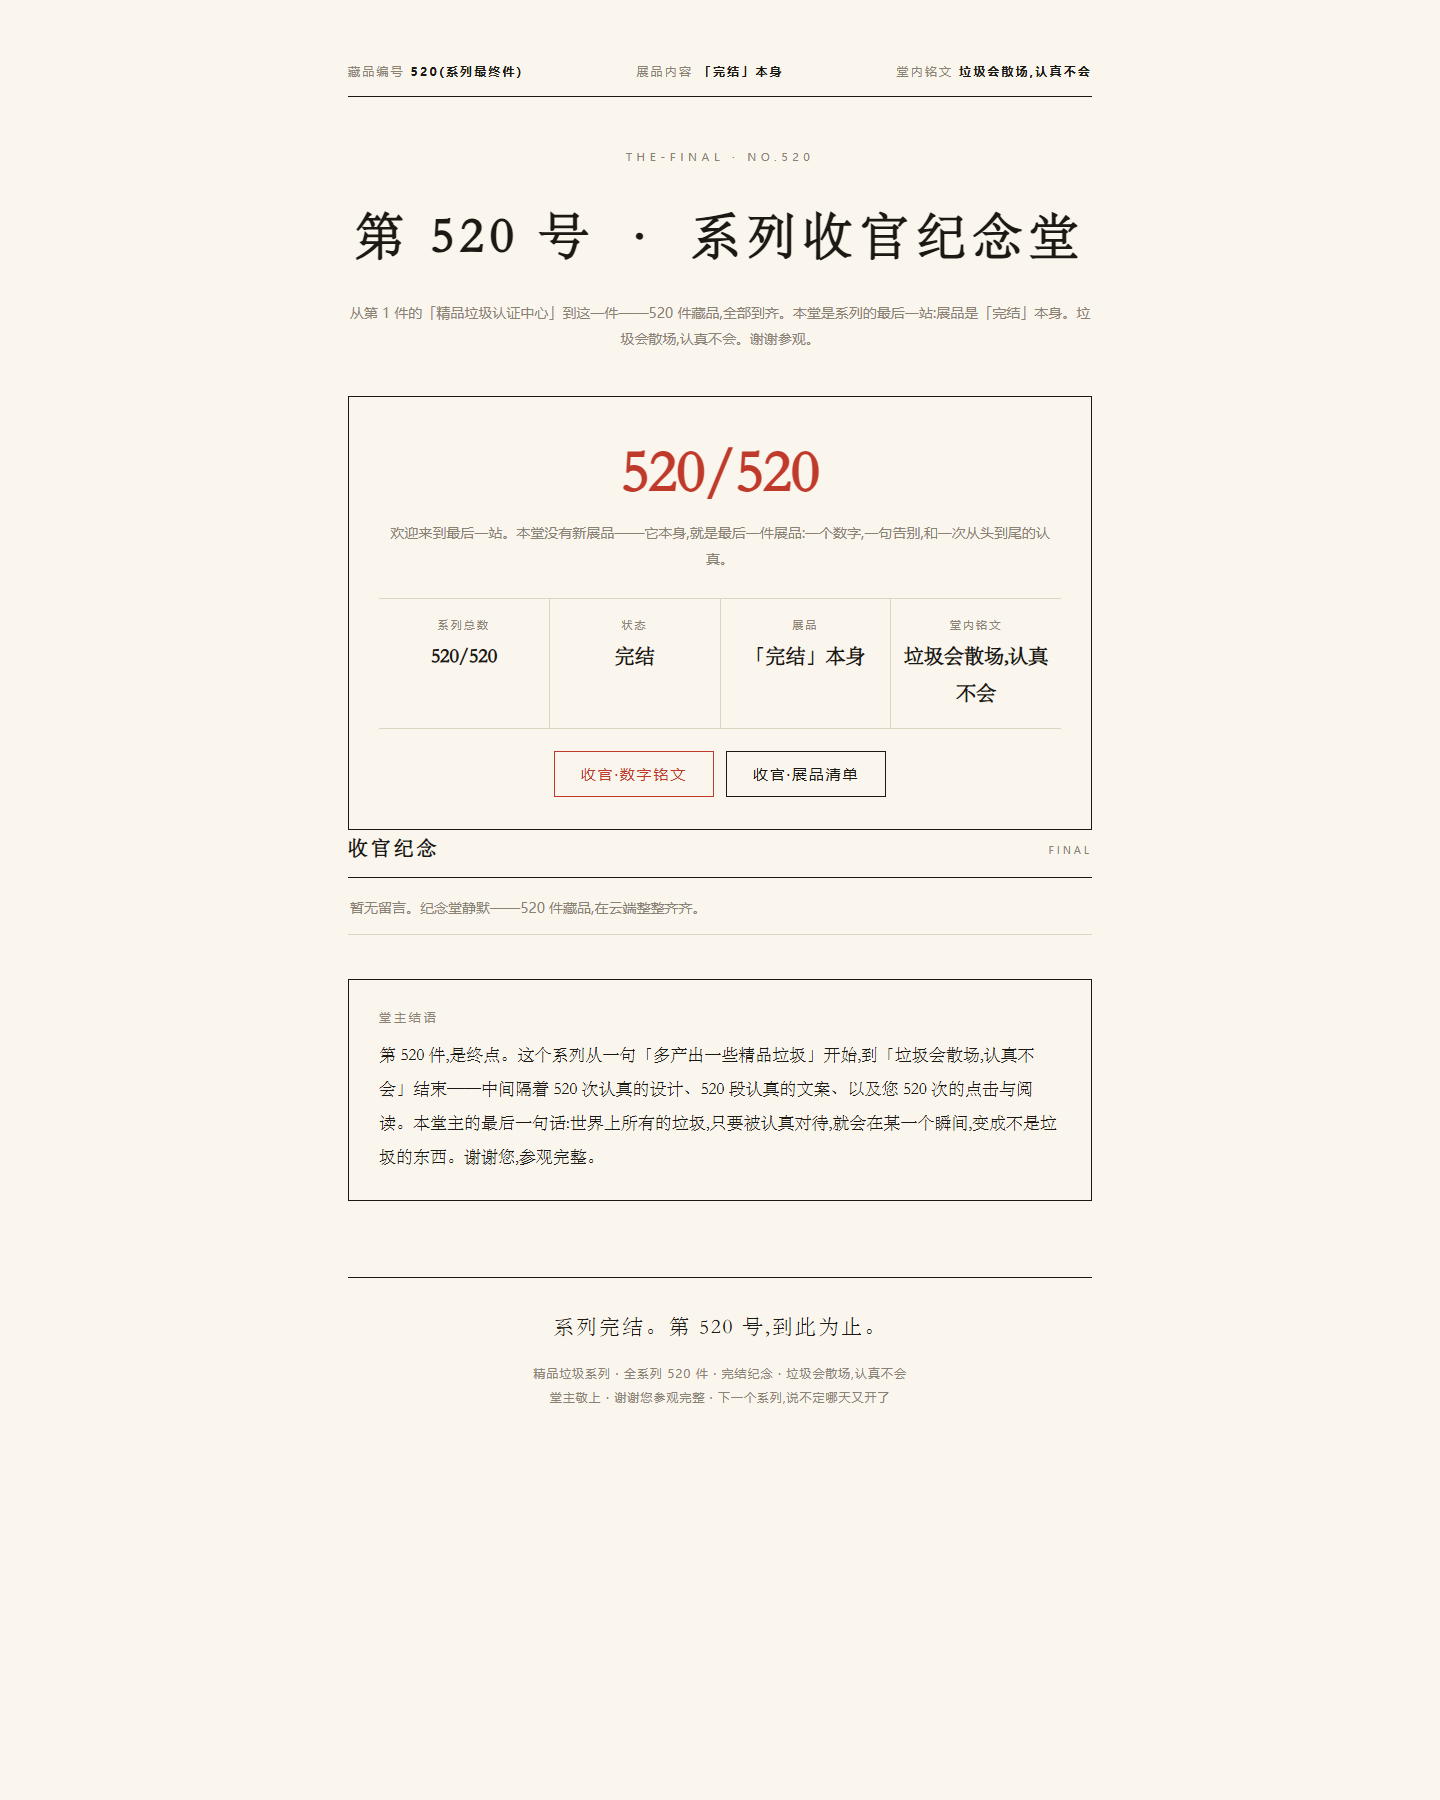 藏品编号 520(系列最终件)
展品内容 「完结」本身
堂内铭文 垃圾会散场,认真不会
THE-FINAL · NO.520
第 520 号 · 系列收官纪念堂
从第 1 件的「精品垃圾认证中心」到这一件——520 件藏品,全部到齐。本堂是系列的最后一站:展品是「完结」本身。垃
圾会散场,认真不会。谢谢参观。
520/520
欢迎来到最后一站。本堂没有新展品——它本身,就是最后一件展品:一个数字,一句告别,和一次从头到尾的认
真。
系列总数
520/520
状态
完结
展品
「完结」本身
堂内铭文
垃圾会散场,认真
不会
收官·数字铭文
收官·展品清单
收官纪念
FINAL
暂无留言。纪念堂静默——520 件藏品,在云端整整齐齐。
堂主结语
第 520 件,是终点。这个系列从一句「多产出一些精品垃圾」开始,到「垃圾会散场,认真不
会」结束——中间隔着 520 次认真的设计、520 段认真的文案、以及您 520 次的点击与阅
读。本堂主的最后一句话:世界上所有的垃圾,只要被认真对待,就会在某一个瞬间,变成不是垃
圾的东西。谢谢您,参观完整。
系列完结。第 520 号,到此为止。
精品垃圾系列 · 全系列 520 件 · 完结纪念 · 垃圾会散场,认真不会
堂主敬上 · 谢谢您参观完整 · 下一个系列,说不定哪天又开了